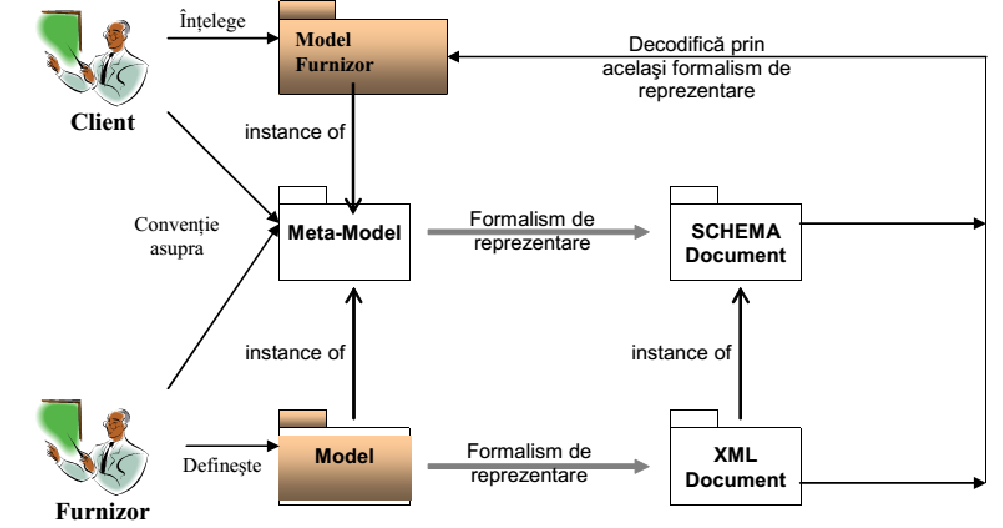 Înțelege
Model
Furnizor
Decodifică prin
același formalism de
reprezentare
Client
instance of
Convenție
asupra
Meta-Model
Formalism de
reprezentare
SCHEMA
Document
instance of
instance of
Definește
Model
Formalism de
reprezentare
XML
Document
Furnizor